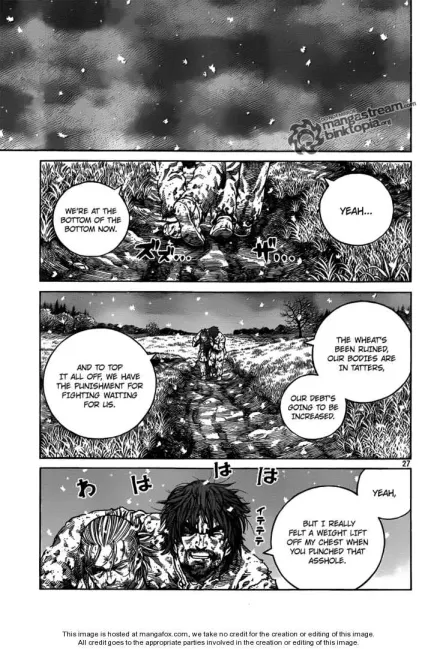 mangastream.com
binktopia.org
YEAH...
WE'RE AT THE
BOTTOM OF THE
BOTTOM NOW.
ズズ...
ザッ...
THE WHEAT'S
BEEN RUINED,
OUR BODIES ARE
IN TATTERS,
OUR DEBT'S
GOING TO BE
INCREASED.
AND TO TOP
IT ALL OFF, WE HAVE
THE PUNISHMENT FOR
FIGHTING WAITING
FOR US.
27
YEAH,
BUT I REALLY
FELT A WEIGHT LIFT
OFF MY CHEST WHEN
YOU PUNCHED THAT
ASSHOLE.
は
は
は
わ
イテテテ
This image is hosted at mangafox.com, we take no credit for the creation or editing of this image.
All credit goes to the appropriate parties involved in the creation or editing of this image.